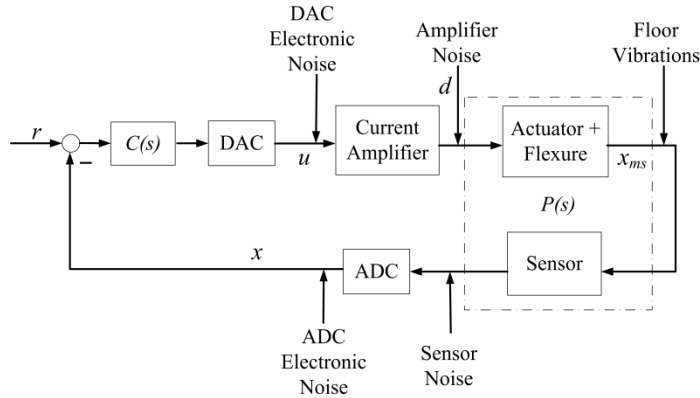 DAC
Electronic
Noise
Amplifier
Noise
Floor
Vibrations
d
r
–
C(s)
DAC
u
Current
Amplifier
Actuator +
Flexure
x_ms
P(s)
x
ADC
Sensor
ADC
Electronic
Noise
Sensor
Noise